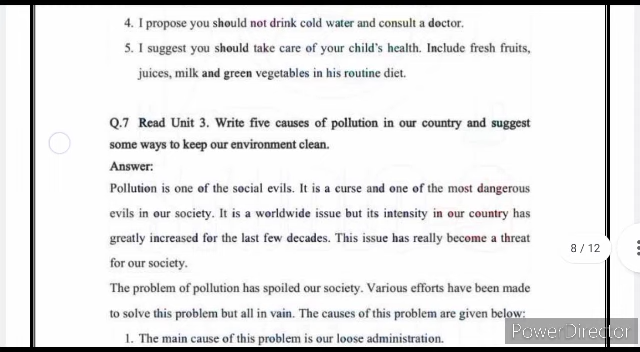 4. I propose you should not drink cold water and consult a doctor.
5. I suggest you should take care of your child's health. Include fresh fruits,
juices, milk and green vegetables in his routine diet.
Q.7 Read Unit 3. Write five causes of pollution in our country and suggest
some ways to keep our environment clean.
Answer:
Pollution is one of the social evils. It is a curse and one of the most dangerous
evils in our society. It is a worldwide issue but its intensity in our country has
greatly increased for the last few decades. This issue has really become a threat
for our society.
8 / 12
The problem of pollution has spoiled our society. Various efforts have been made
to solve this problem but all in vain. The causes of this problem are given below:
1. The main cause of this problem is our loose administration.
PowerDirector